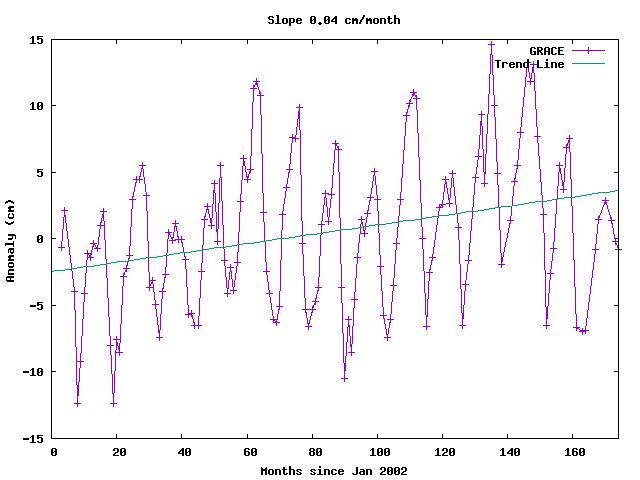 Slope 0.04 cm/month
GRACE
Trend Line
15
10
5
0
-5
-10
-15
Anomaly (cm)
0 20 40 60 80 100 120 140 160
Months since Jan 2002